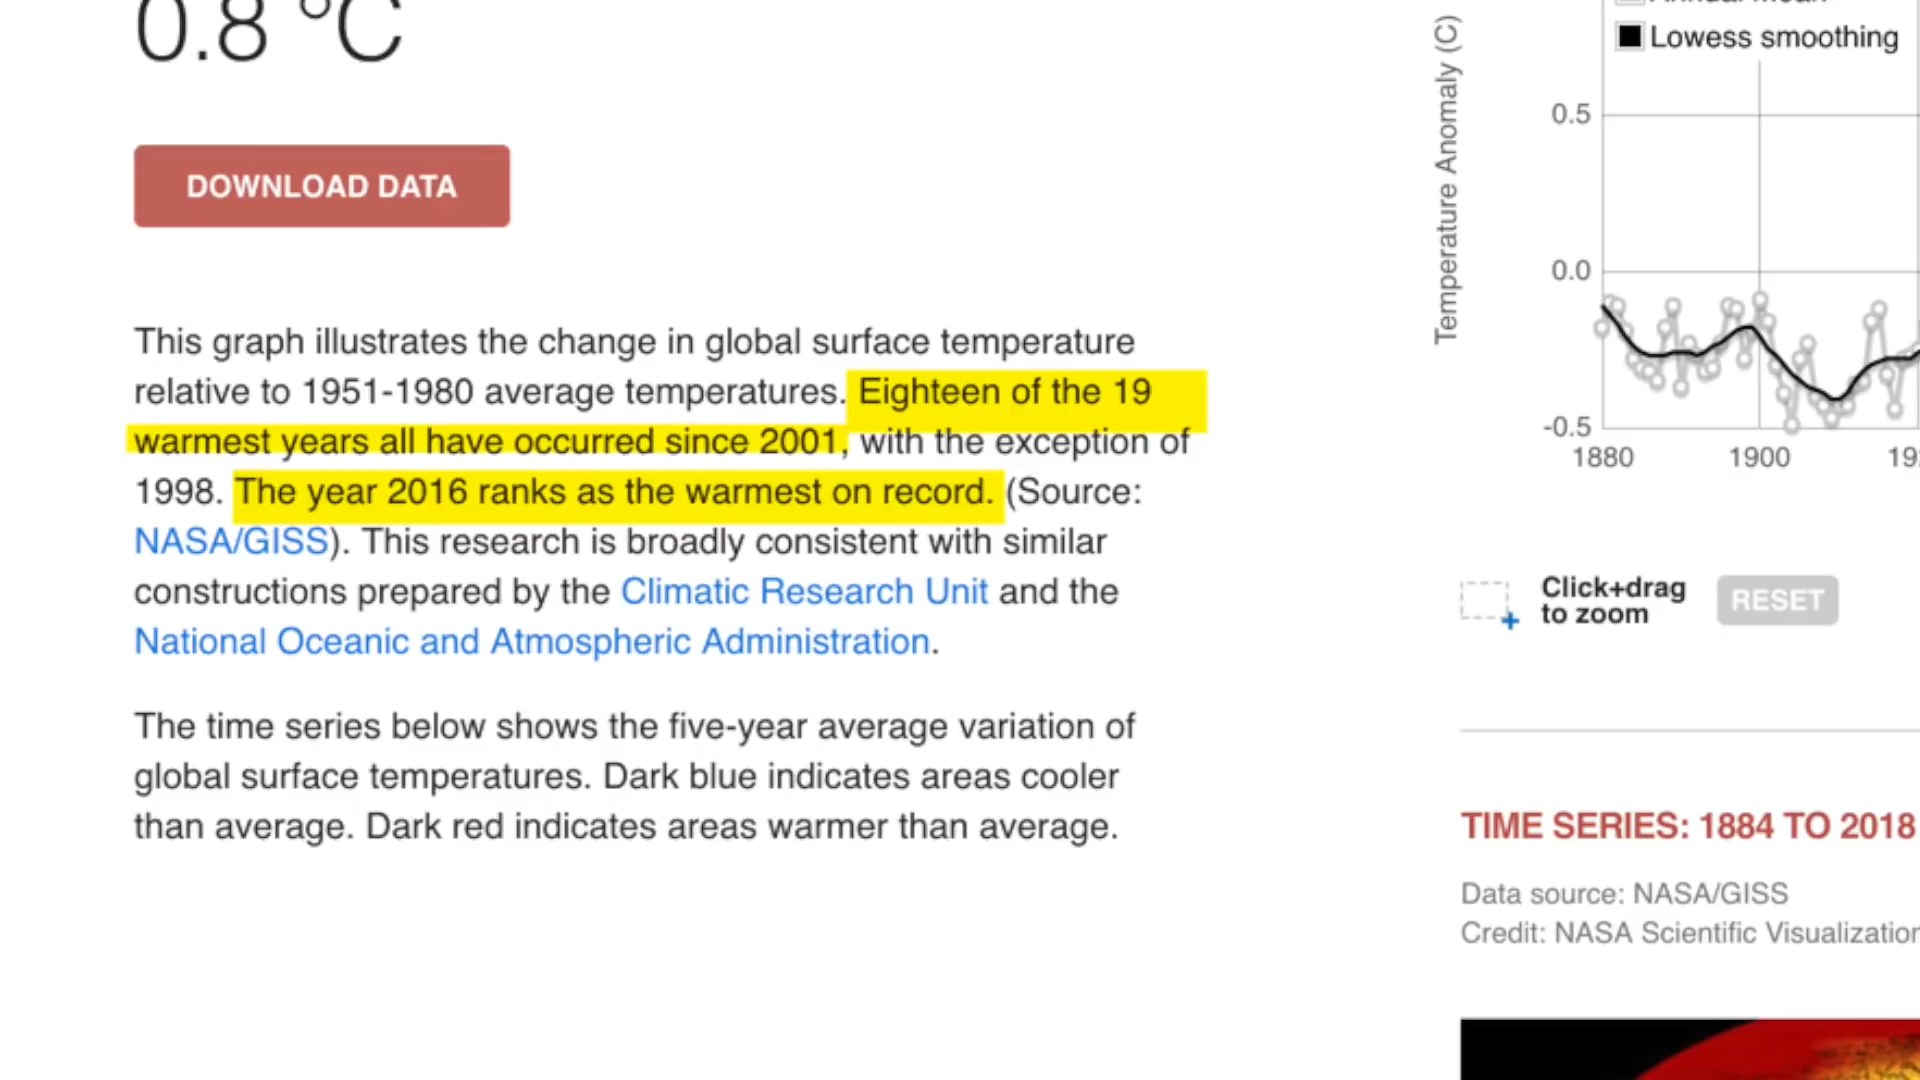 0.8 °C
DOWNLOAD DATA
This graph illustrates the change in global surface temperature
relative to 1951-1980 average temperatures. Eighteen of the 19
warmest years all have occurred since 2001, with the exception of
1998. The year 2016 ranks as the warmest on record. (Source:
NASA/GISS). This research is broadly consistent with similar
constructions prepared by the Climatic Research Unit and the
National Oceanic and Atmospheric Administration.
The time series below shows the five-year average variation of
global surface temperatures. Dark blue indicates areas cooler
than average. Dark red indicates areas warmer than average.
Annual mean
Lowess smoothing
Temperature Anomaly (C)
0.5
0.0
-0.5
1880 1900
Click+drag
to zoom
RESET
TIME SERIES: 1884 TO 2018
Data source: NASA/GISS
Credit: NASA Scientific Visualization